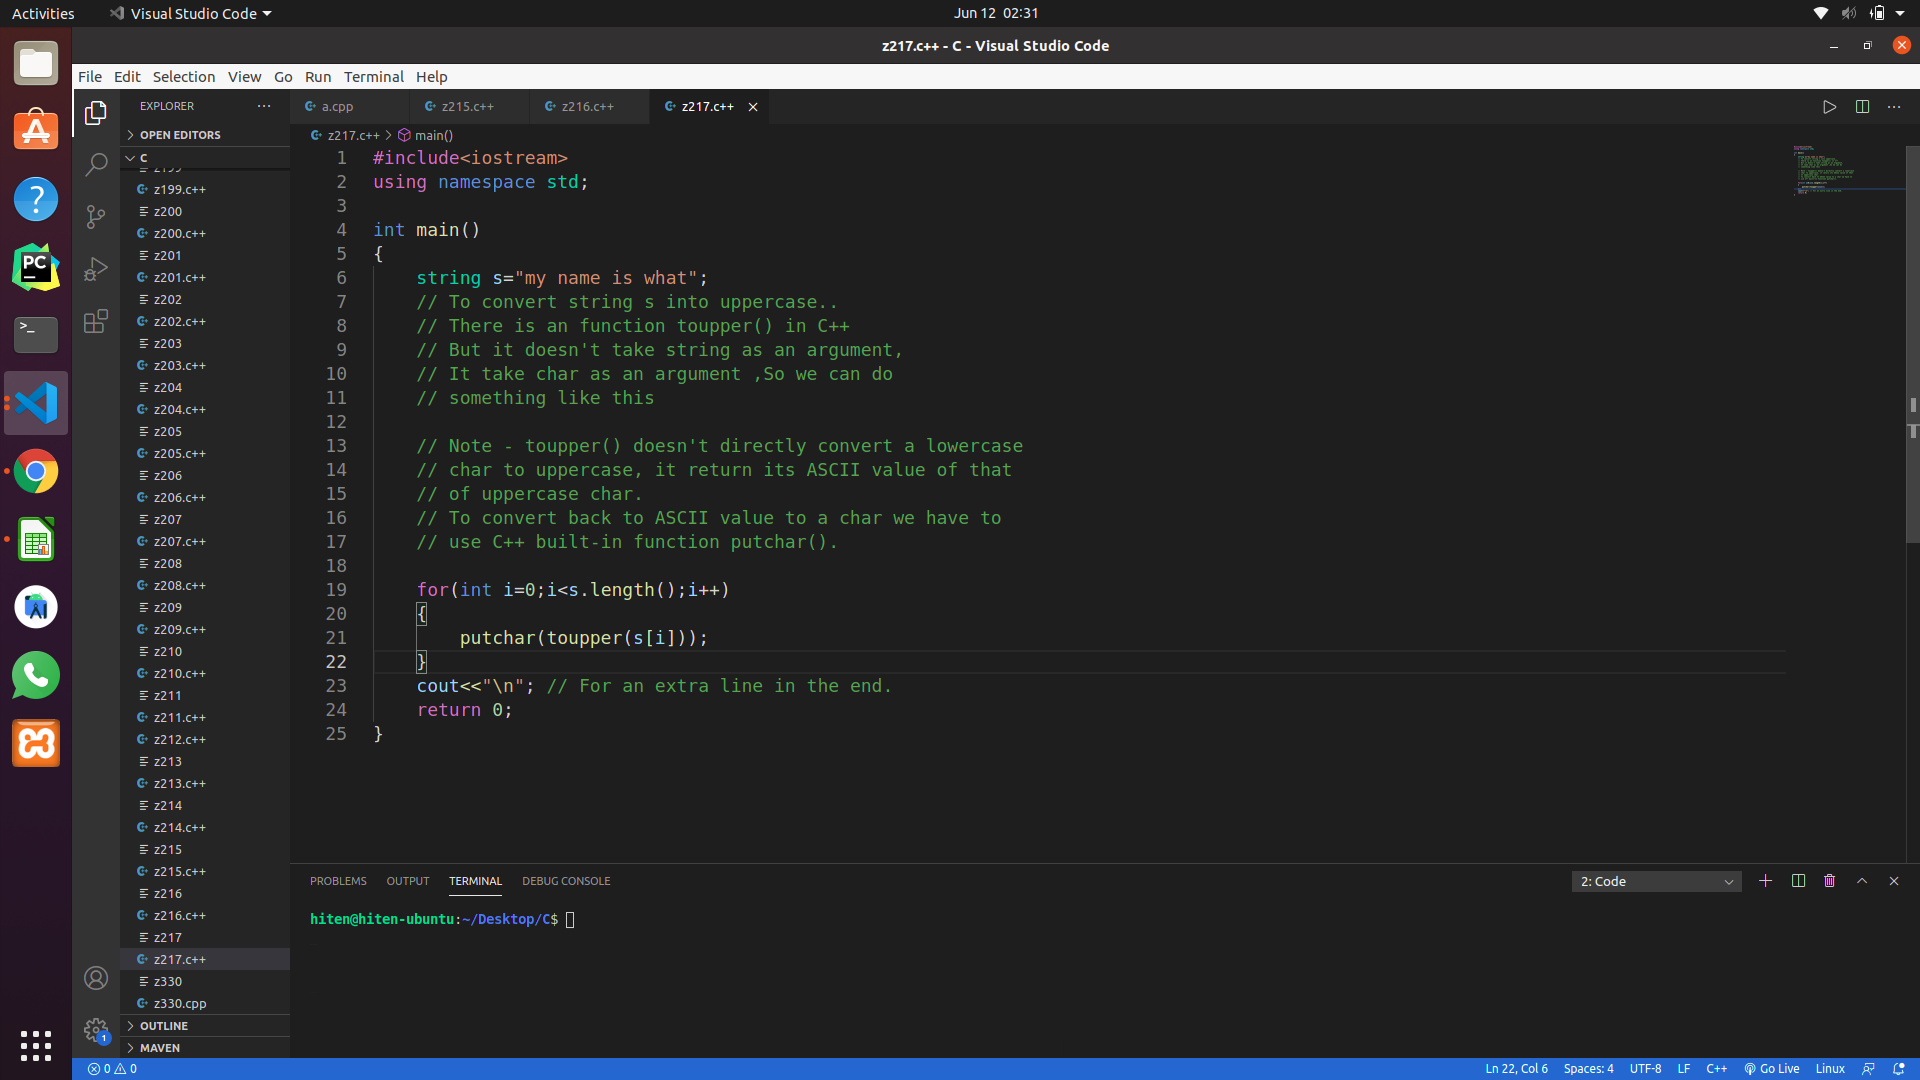 Activities
Visual Studio Code
Jun 12 02:31
z217.c++ - C - Visual Studio Code
File Edit Selection View Go Run Terminal Help
EXPLORER
OPEN EDITORS
C
z199
z199.c++
z200
z200.c++
z201
z201.c++
z202
z202.c++
z203
z203.c++
z204
z204.c++
z205
z205.c++
z206
z206.c++
z207
z207.c++
z208
z208.c++
z209
z209.c++
z210
z210.c++
z211
z211.c++
z212.c++
z213
z213.c++
z214
z214.c++
z215
z215.c++
z216
z216.c++
z217
z217.c++
z330
z330.cpp
OUTLINE
MAVEN
a.cpp z215.c++ z216.c++ z217.c++
z217.c++ > main()
1 #include<iostream>
2 using namespace std;
3
4 int main()
5 {
6 string s="my name is what";
7 // To convert string s into uppercase..
8 // There is an function toupper() in C++
9 // But it doesn't take string as an argument,
10 // It take char as an argument ,So we can do
11 // something like this
12
13 // Note - toupper() doesn't directly convert a lowercase
14 // char to uppercase, it return its ASCII value of that
15 // of uppercase char.
16 // To convert back to ASCII value to a char we have to
17 // use C++ built-in function putchar().
18
19 for(int i=0;i<s.length();i++)
20 {
21 putchar(toupper(s[i]));
22 }
23 cout<<"\n"; // For an extra line in the end.
24 return 0;
25 }
PROBLEMS OUTPUT TERMINAL DEBUG CONSOLE
2: Code
hiten@hiten-ubuntu:~/Desktop/C$
PC
>_
1
0 0
Ln 22, Col 6 Spaces: 4 UTF-8 LF C++ Go Live Linux